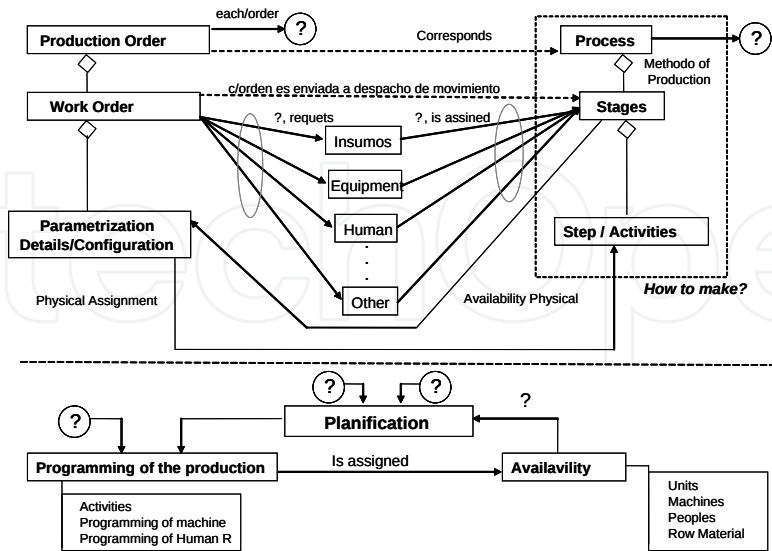 each/order
?
Production Order
Corresponds
Process
?
Methodo of
Production
c/orden es enviada a despacho de movimiento
Work Order
Stages
?, requets
?, is assined
Insumos
Equipment
Parametrization
Details/Configuration
Human
Step / Activities
Other
Physical Assignment
Availability Physical
How to make?
?
?
?
Planification
?
Programming of the production
Is assigned
Availavility
Activities
Programming of machine
Programming of Human R
Units
Machines
Peoples
Row Material